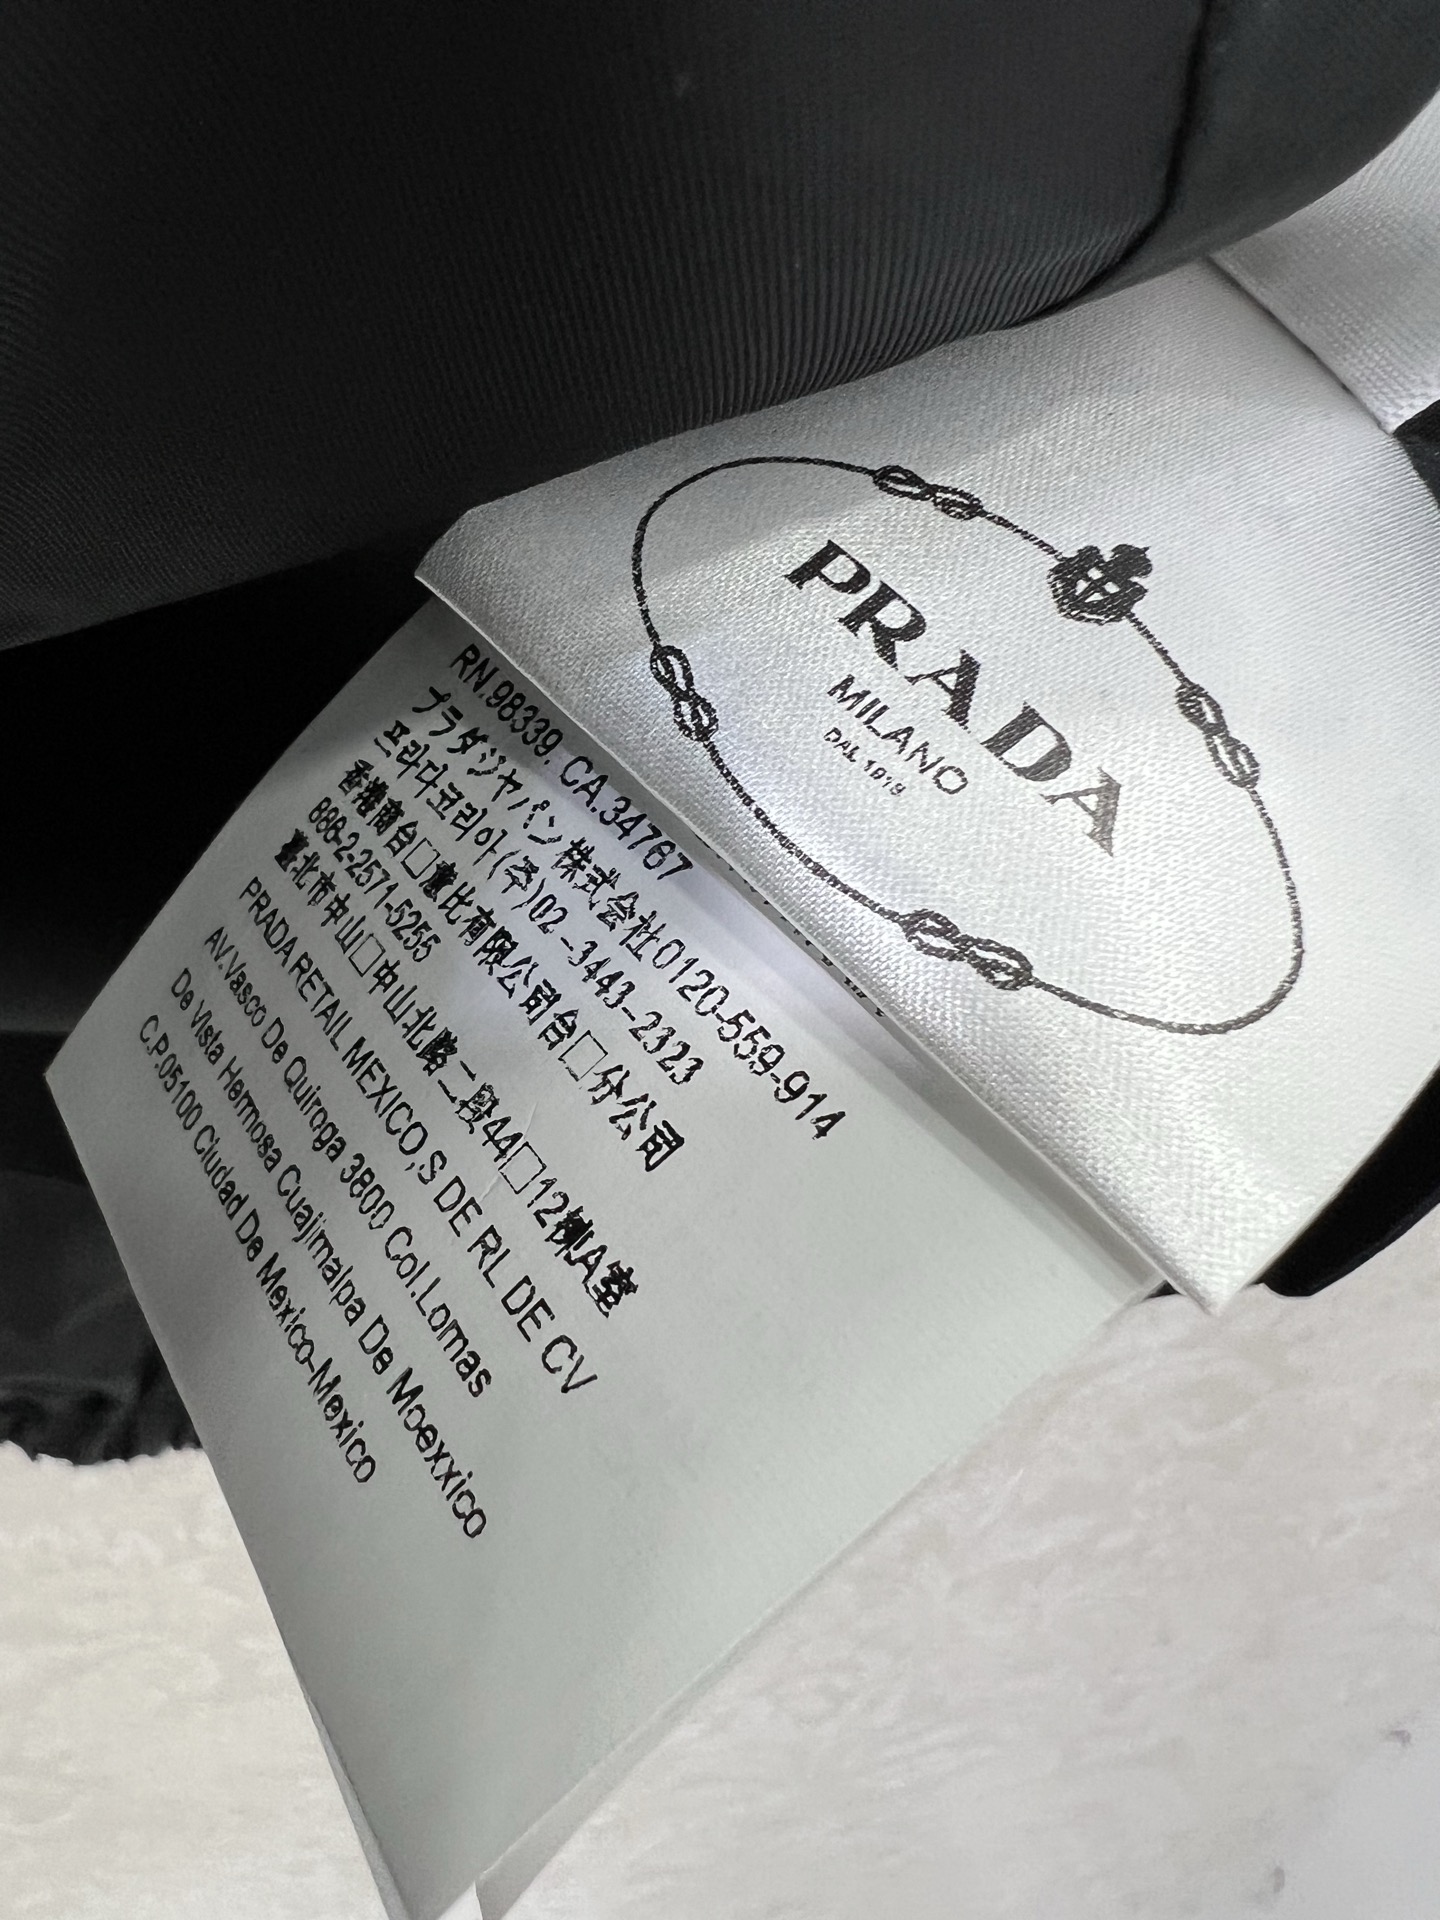 PRADA
MILANO
DAL 1913
RN.98339. CA.34767
プラダジャパン株式会社0120-559-914
프라다코리아(주)02-3443-2323
香港商台□惠比有限公司台□分公司
886-2-2571-5255
臺北市中山□中山北路二段44□12樓A室
PRADA RETAIL MEXICO,S DE RL DE CV
AV.Vasco De Quiroga 3800 Col.Lomas
De Vista Hermosa Cuajimalpa De Moexxico
C.P.05100 Ciudad De Mexico-Mexico